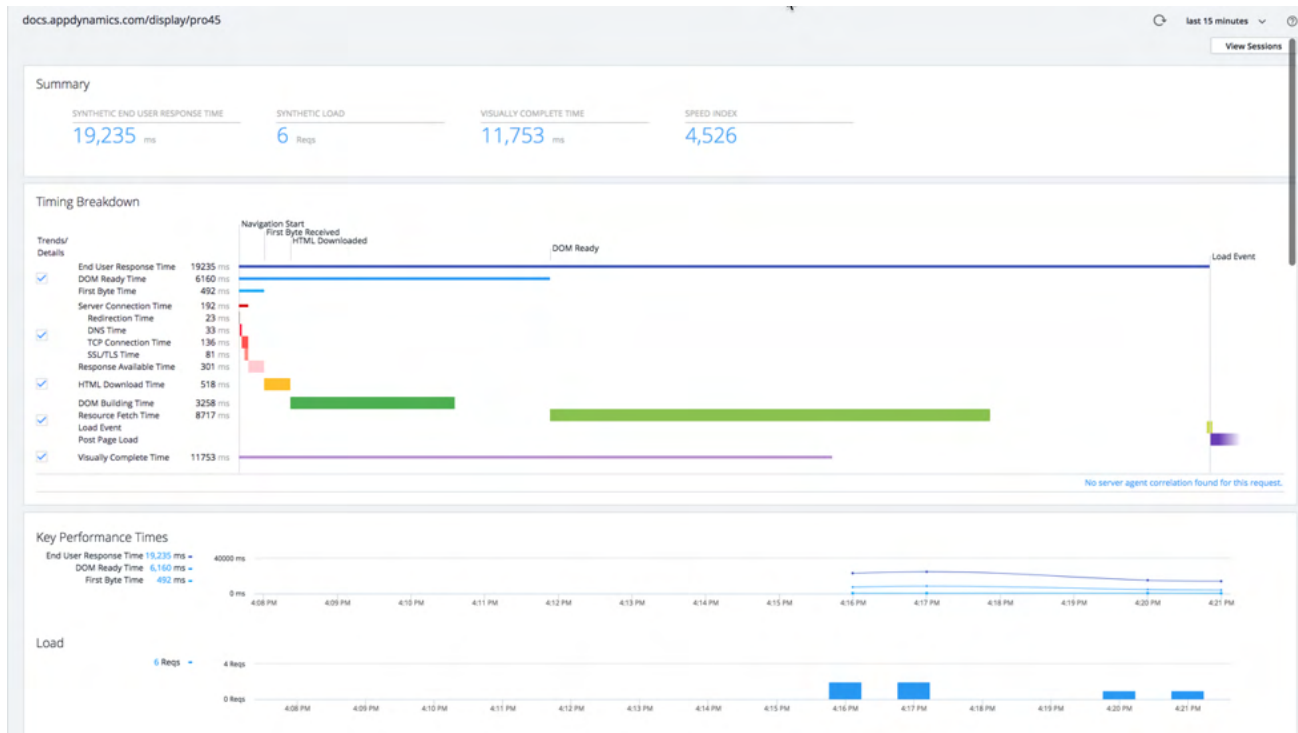 docs.appdynamics.com/display/pro45
last 15 minutes
View Sessions
Summary
SYNTHETIC END USER RESPONSE TIME SYNTHETIC LOAD VISUALLY COMPLETE TIME SPEED INDEX
19,235 ms 6 Reqs 11,753 ms 4,526
Timing Breakdown
Navigation Start
First Byte Received
HTML Downloaded
DOM Ready
Load Event
Trends/
Details
End User Response Time 19235 ms
DOM Ready Time 6160 ms
First Byte Time 492 ms
Server Connection Time 192 ms
Redirection Time 23 ms
DNS Time 33 ms
TCP Connection Time 136 ms
SSL/TLS Time 81 ms
Response Available Time 301 ms
HTML Download Time 518 ms
DOM Building Time 3258 ms
Resource Fetch Time 8717 ms
Load Event
Post Page Load
Visually Complete Time 11753 ms
No server agent correlation found for this request.
Key Performance Times
End User Response Time 19,235 ms
DOM Ready Time 6,160 ms
First Byte Time 492 ms
40000 ms
0 ms
4:08 PM 4:09 PM 4:10 PM 4:11 PM 4:12 PM 4:13 PM 4:14 PM 4:15 PM 4:16 PM 4:17 PM 4:18 PM 4:19 PM 4:20 PM 4:21 PM
Load
6 Reqs
4 Reqs
0 Reqs
4:08 PM 4:09 PM 4:10 PM 4:11 PM 4:12 PM 4:13 PM 4:14 PM 4:15 PM 4:16 PM 4:17 PM 4:18 PM 4:19 PM 4:20 PM 4:21 PM